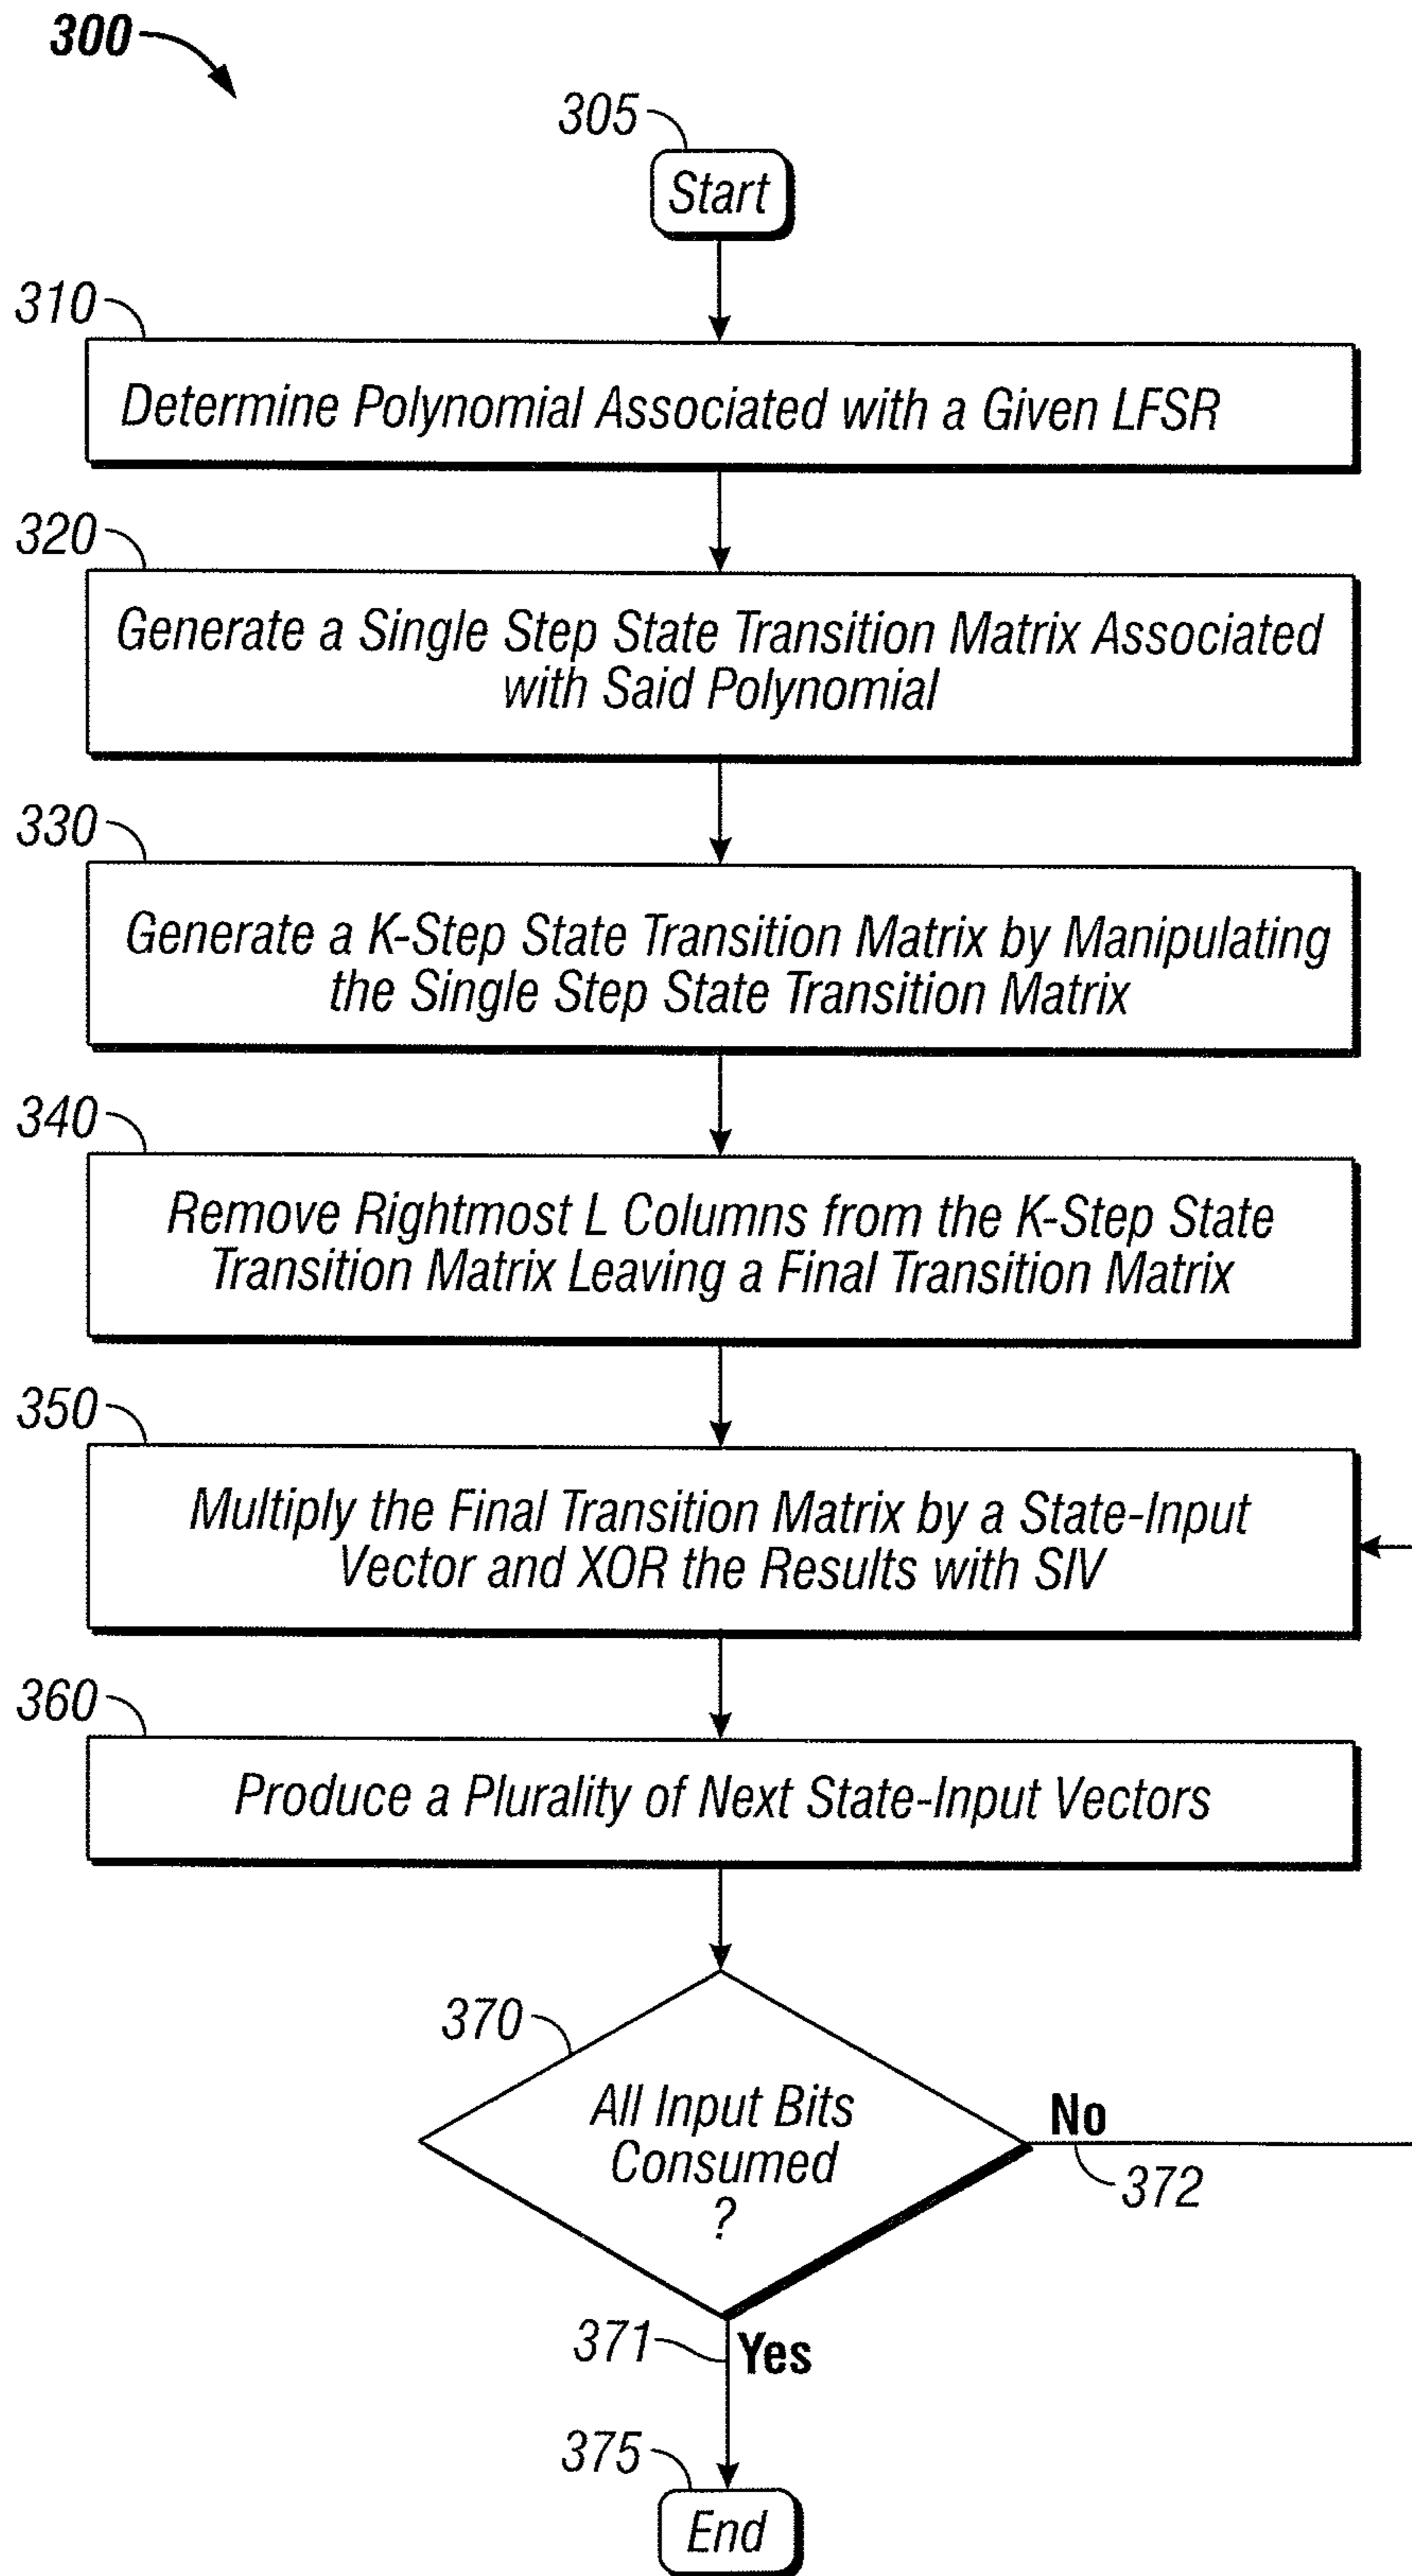 300
305
Start
310
Determine Polynomial Associated with a Given LFSR
320
Generate a Single Step State Transition Matrix Associated
with Said Polynomial
330
Generate a K-Step State Transition Matrix by Manipulating
the Single Step State Transition Matrix
340
Remove Rightmost L Columns from the K-Step State
Transition Matrix Leaving a Final Transition Matrix
350
Multiply the Final Transition Matrix by a State-Input
Vector and XOR the Results with SIV
360
Produce a Plurality of Next State-Input Vectors
370
All Input Bits
Consumed
?
No
372
371
Yes
375
End